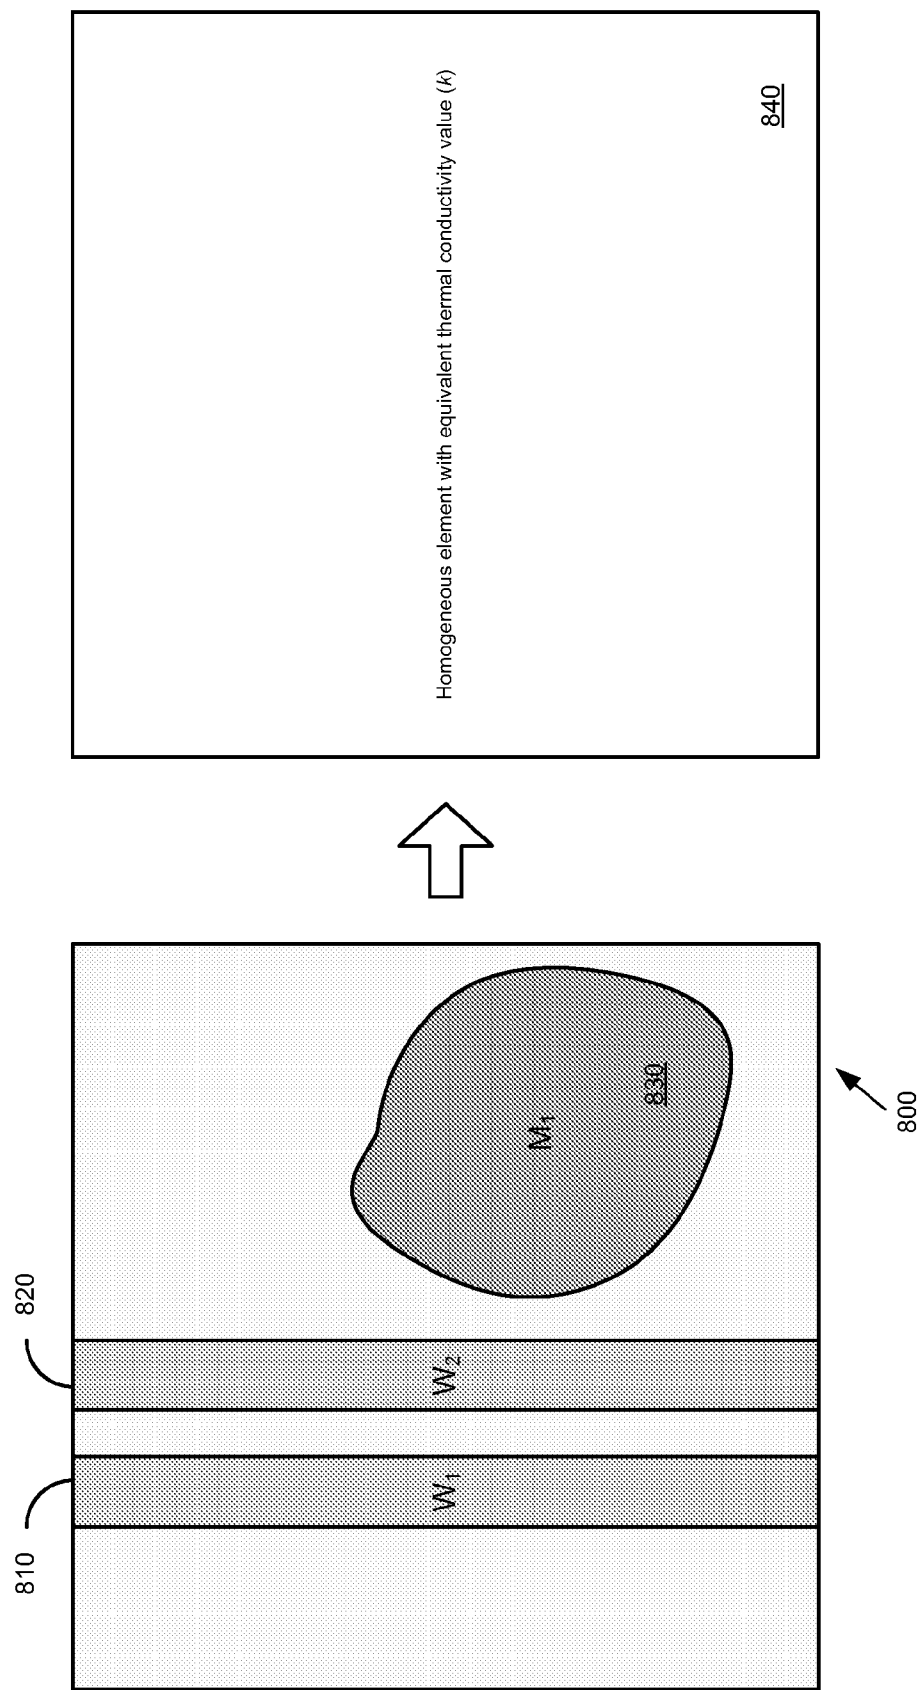 810
820
W1
W2
M1
830
800
Homogeneous element with equivalent thermal conductivity value (k)
840